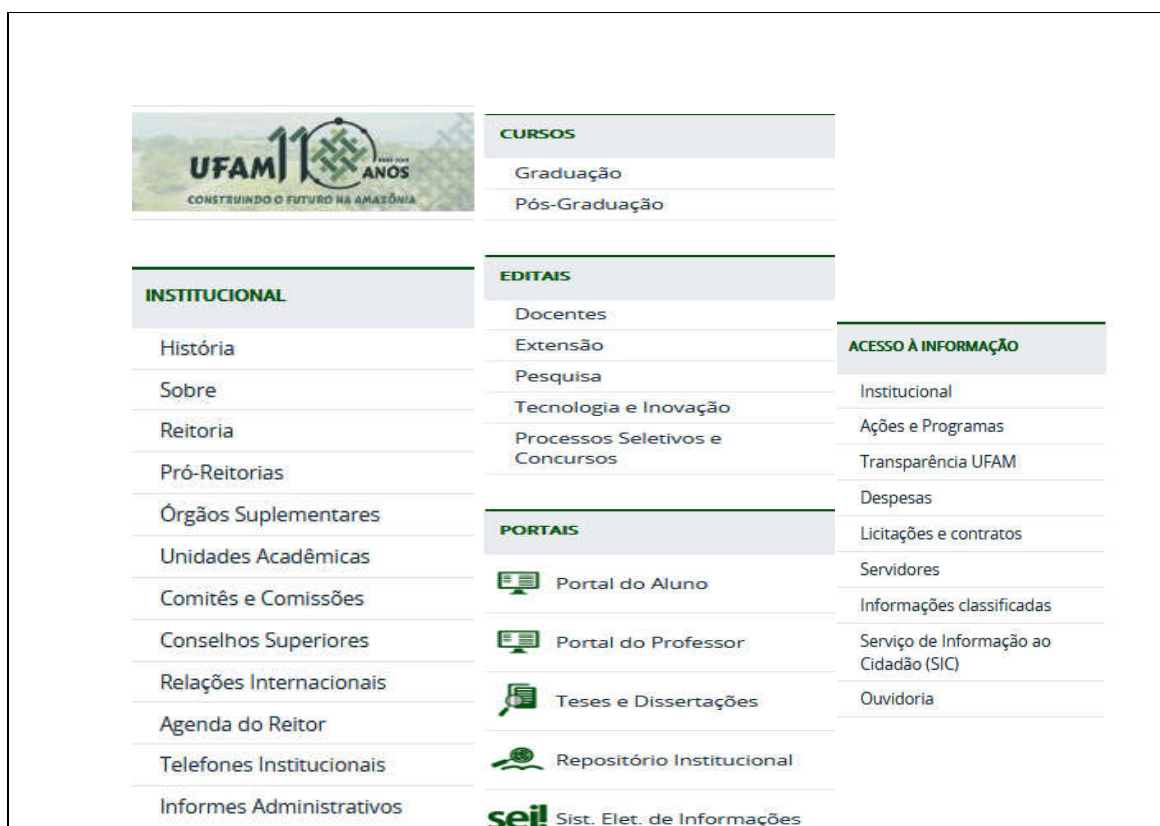 UFAM 110 ANOS
CONSTRUINDO O FUTURO NA AMAZÔNIA
INSTITUCIONAL
História
Sobre
Reitoria
Pró-Reitorias
Órgãos Suplementares
Unidades Acadêmicas
Comitês e Comissões
Conselhos Superiores
Relações Internacionais
Agenda do Reitor
Telefones Institucionais
Informes Administrativos
CURSOS
Graduação
Pós-Graduação
EDITAIS
Docentes
Extensão
Pesquisa
Tecnologia e Inovação
Processos Seletivos e
Concursos
PORTAIS
Portal do Aluno
Portal do Professor
Teses e Dissertações
Repositório Institucional
sei! Sist. Elet. de Informações
ACESSO À INFORMAÇÃO
Institucional
Ações e Programas
Transparência UFAM
Despesas
Licitações e contratos
Servidores
Informações classificadas
Serviço de Informação ao
Cidadão (SIC)
Ouvidoria